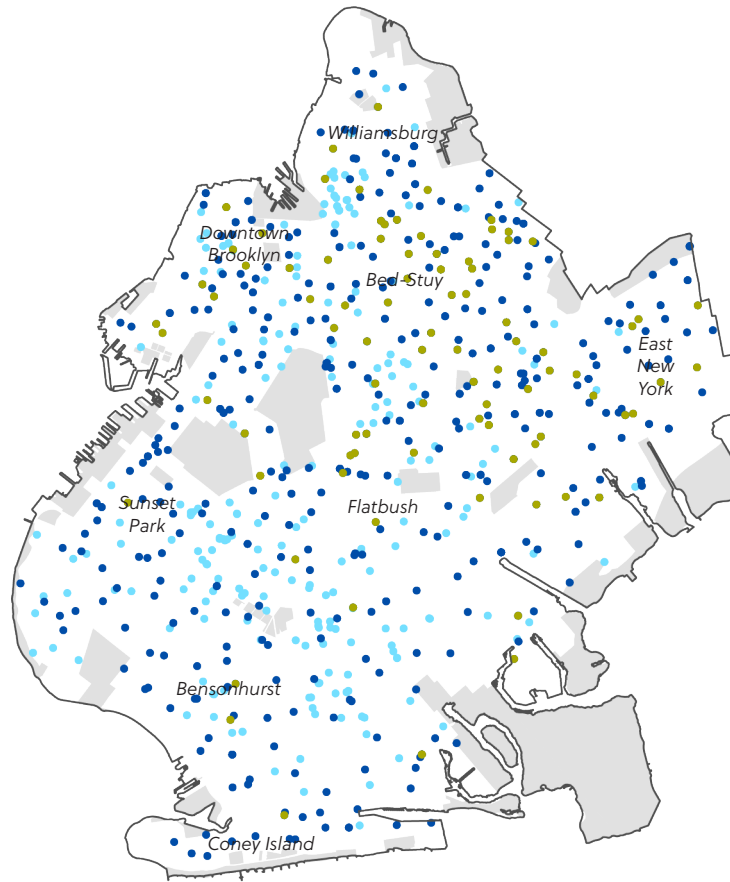 Williamsburg
Downtown
Brooklyn
Bed-Stuy
East
New
York
Sunset
Park
Flatbush
Bensonhurst
Coney Island